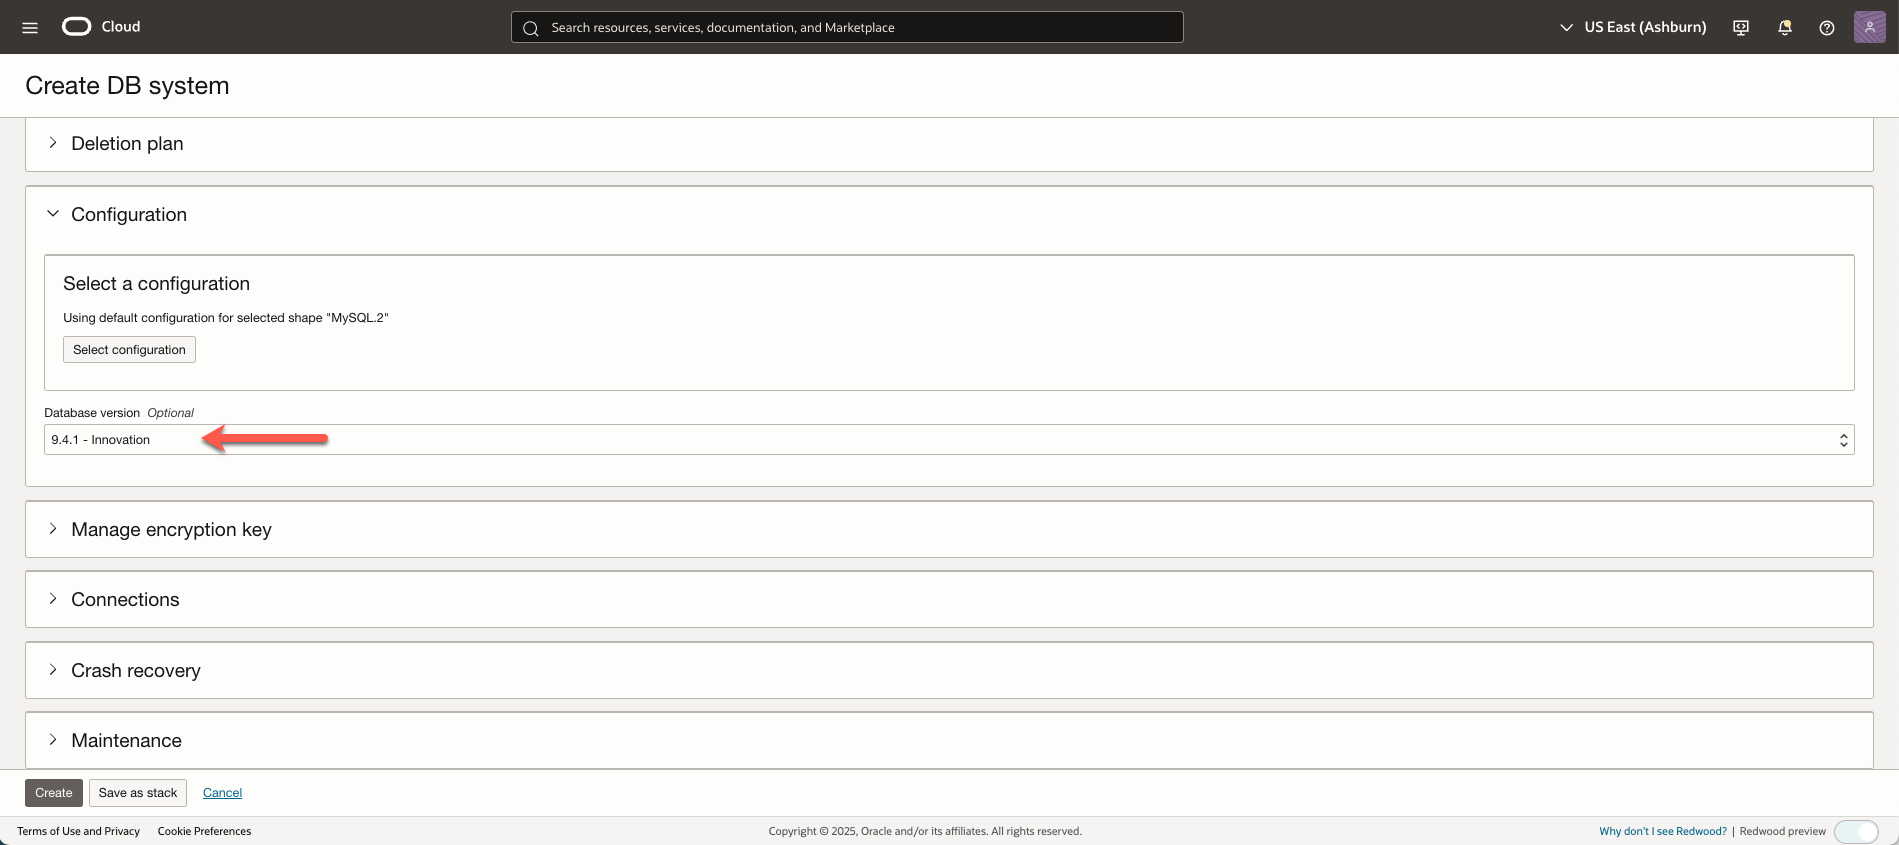 Cloud
Search resources, services, documentation, and Marketplace
US East (Ashburn)
Create DB system
Deletion plan
Configuration
Select a configuration
Using default configuration for selected shape "MySQL.2"
Select configuration
Database version Optional
9.4.1 - Innovation
Manage encryption key
Connections
Crash recovery
Maintenance
Create Save as stack Cancel
Terms of Use and Privacy Cookie Preferences Copyright © 2025, Oracle and/or its affiliates. All rights reserved. Why don't I see Redwood? | Redwood preview